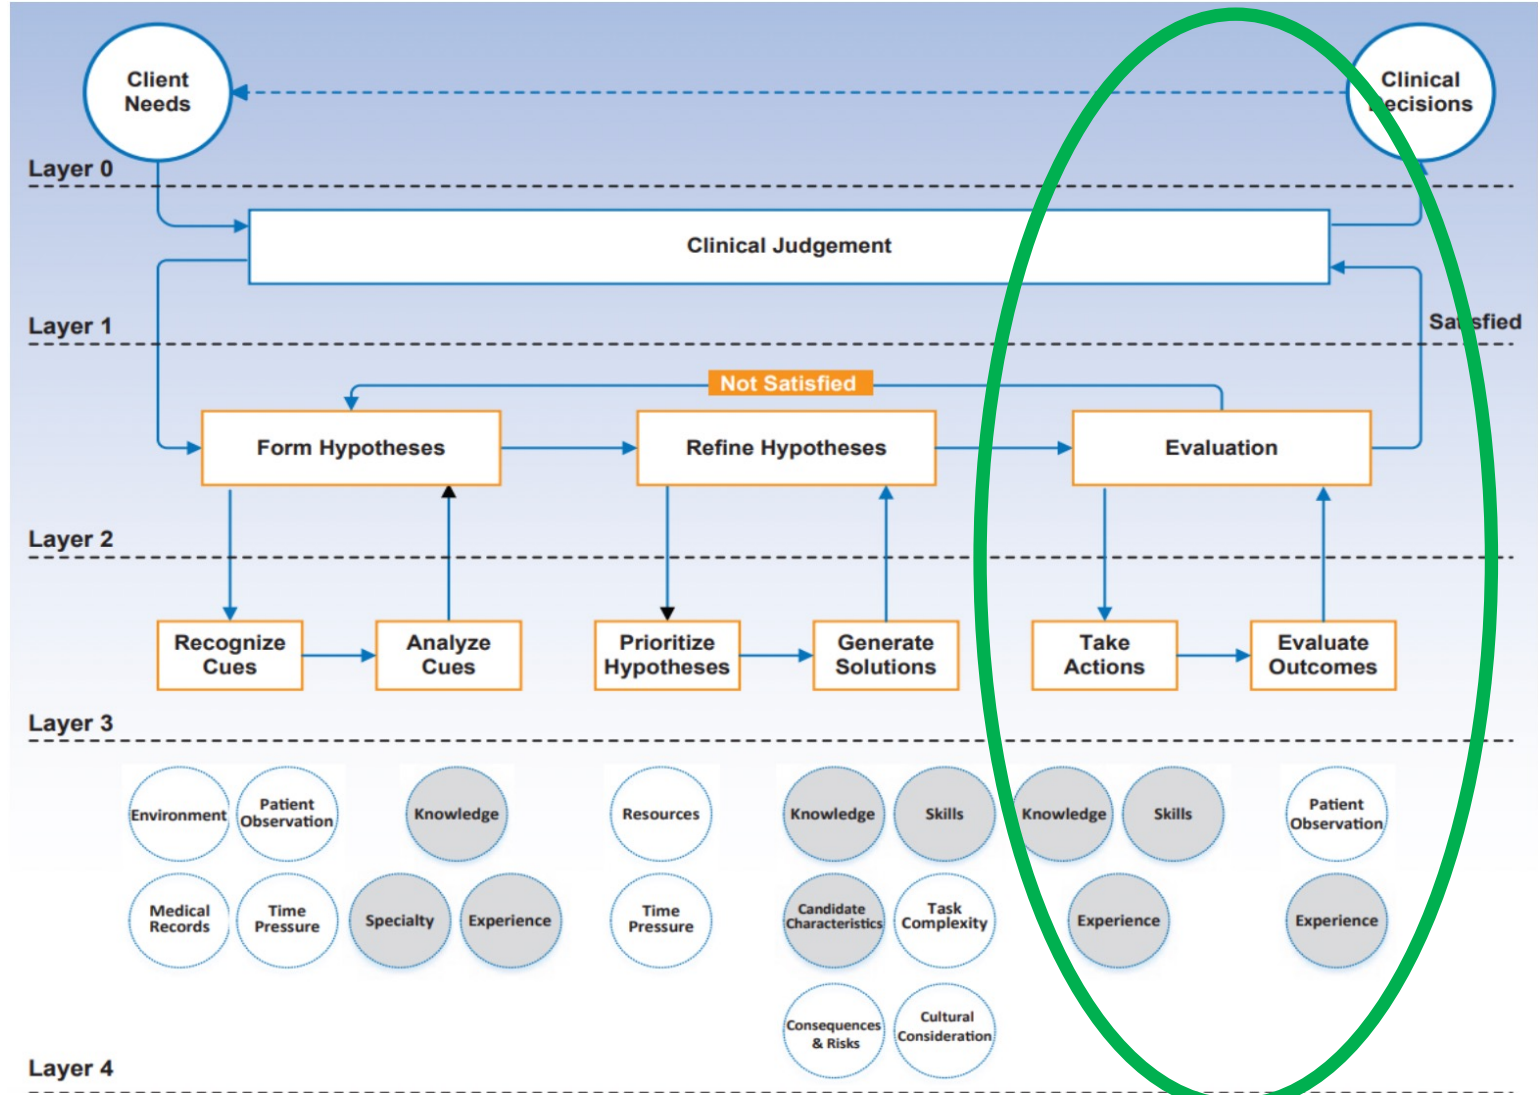 Client
Needs
Clinical
Decisions
Layer 0
Clinical Judgement
Layer 1
Satisfied
Not Satisfied
Form Hypotheses
Refine Hypotheses
Evaluation
Layer 2
Recognize
Cues
Analyze
Cues
Prioritize
Hypotheses
Generate
Solutions
Take
Actions
Evaluate
Outcomes
Layer 3
Environment
Patient
Observation
Knowledge
Resources
Knowledge
Skills
Knowledge
Skills
Patient
Observation
Medical
Records
Time
Pressure
Specialty
Experience
Time
Pressure
Candidate
Characteristics
Task
Complexity
Experience
Experience
Consequences
& Risks
Cultural
Consideration
Layer 4